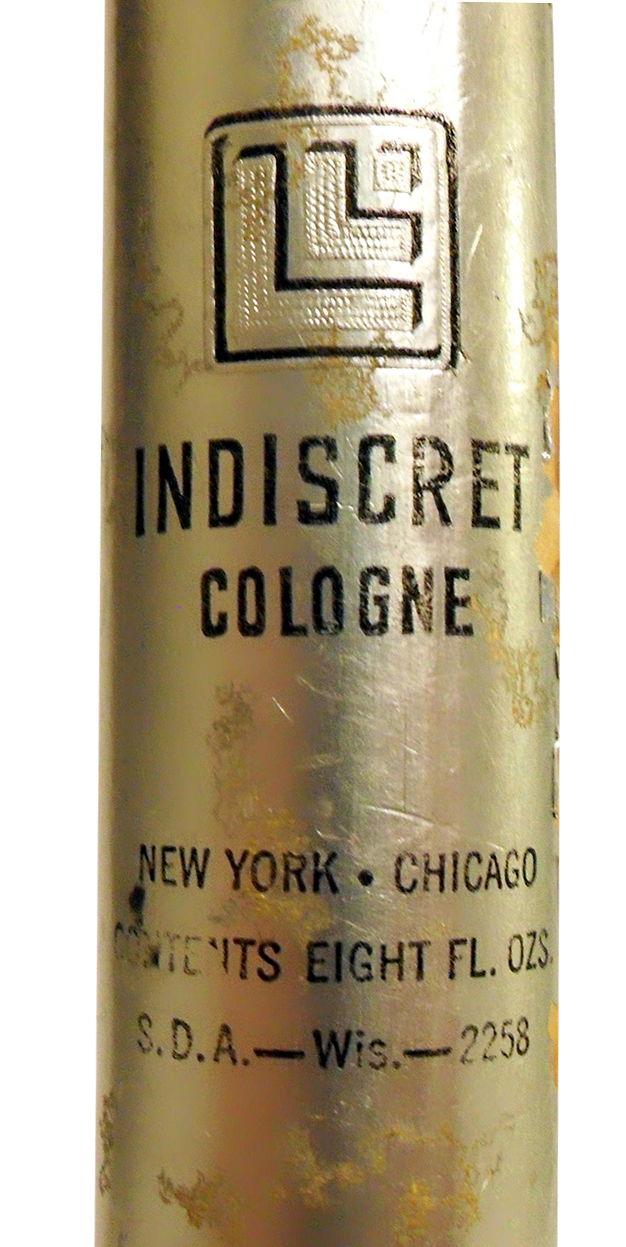 INDISCRET
COLOGNE
NEW YORK • CHICAGO
CONTENTS EIGHT FL. OZS.
S.D.A.—Wis.—2258